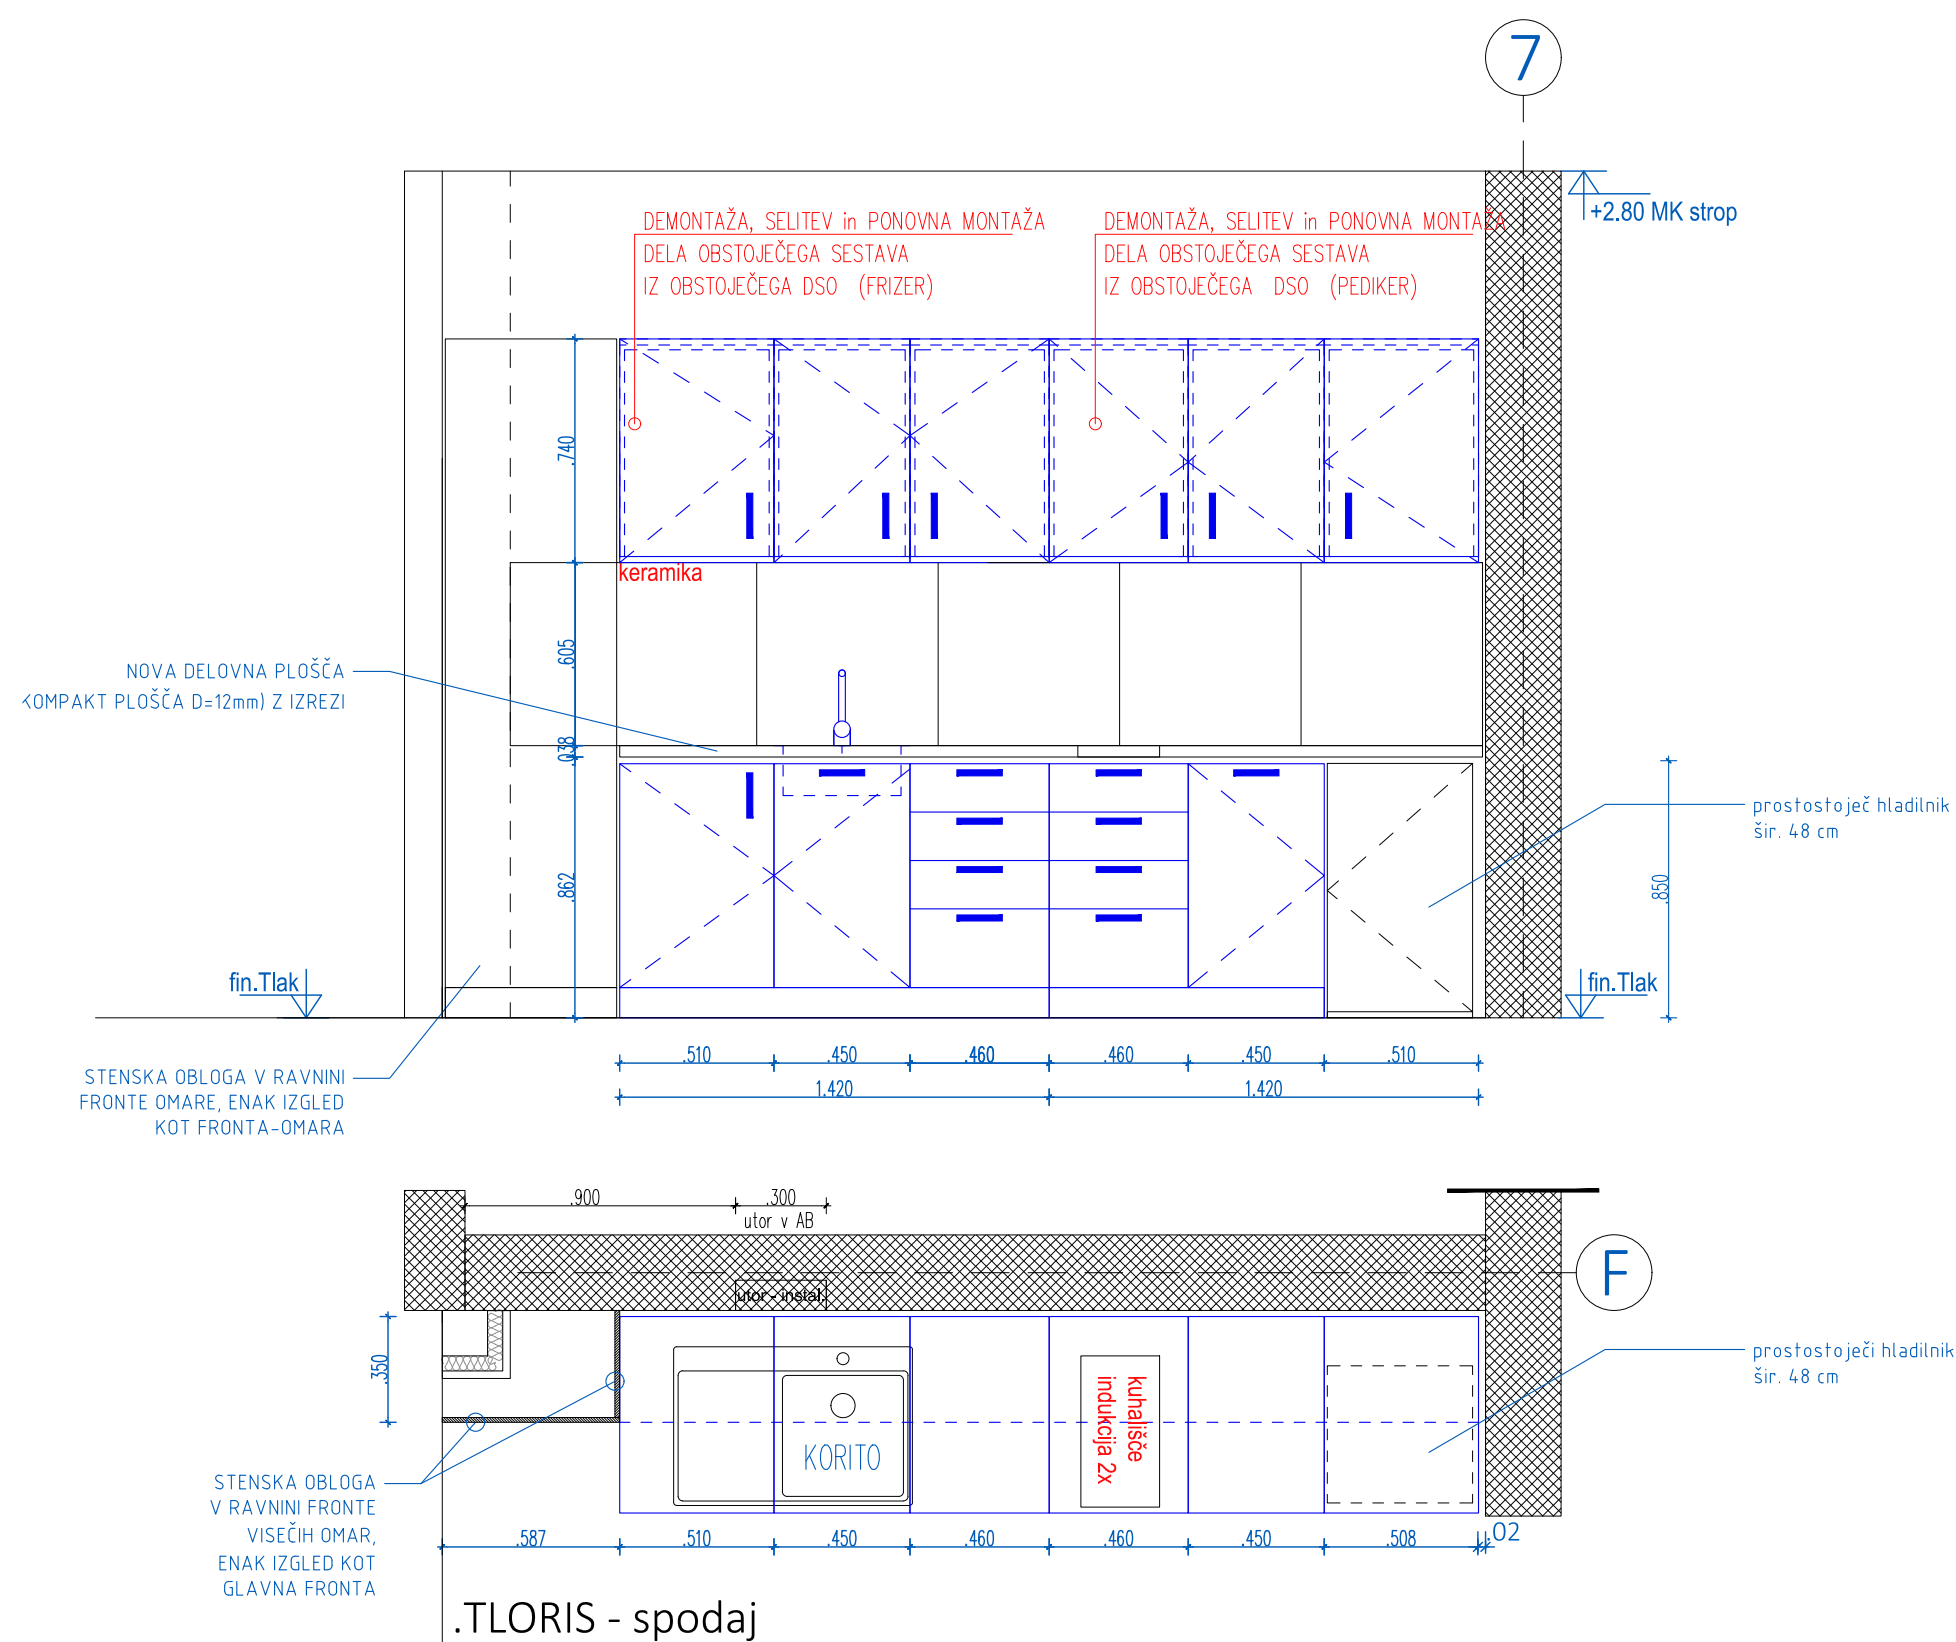 7
+2.80 MK strop
DEMONTAŽA, SELITEV in PONOVNA MONTAŽA
DELA OBSTOJEČEGA SESTAVA
IZ OBSTOJEČEGA DSO (FRIZER)
DEMONTAŽA, SELITEV in PONOVNA MONTAŽA
DELA OBSTOJEČEGA SESTAVA
IZ OBSTOJEČEGA DSO (PEDIKER)
.740
keramika
.605
NOVA DELOVNA PLOŠČA
KOMPAKT PLOŠČA D=12mm) Z IZREZI
.038
prostostoječ hladilnik
šir. 48 cm
.862
.850
fin.Tlak
fin.Tlak
.510
.450
.460
.460
.450
.510
STENSKA OBLOGA V RAVNINI
FRONTE OMARE, ENAK IZGLED
KOT FRONTA-OMARA
1.420
1.420
.900
.300
utor v AB
F
utor - instal.
.350
prostostoječi hladilnik
šir. 48 cm
kuhališče
indukcija 2x
KORITO
STENSKA OBLOGA
V RAVNINI FRONTE
VISEČIH OMAR,
ENAK IZGLED KOT
GLAVNA FRONTA
.587
.510
.450
.460
.460
.450
.508
02
.TLORIS - spodaj